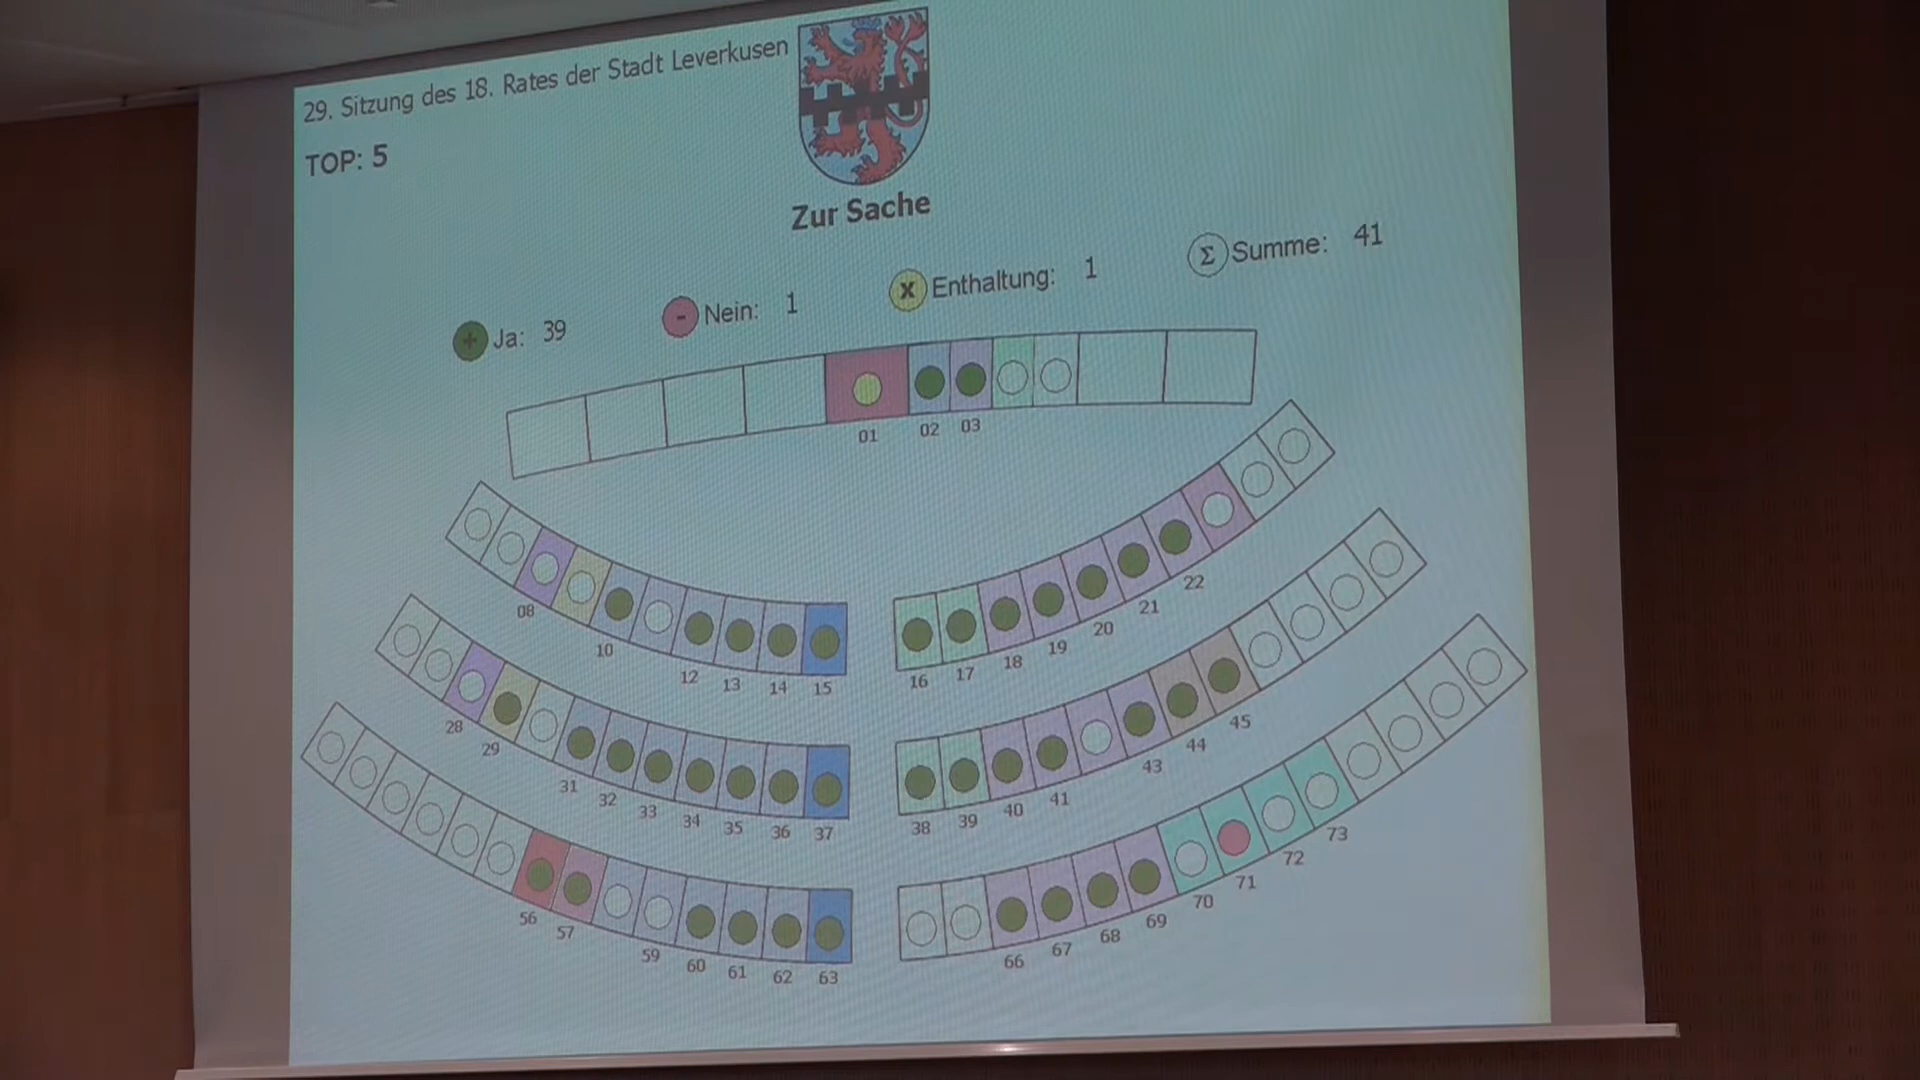 29. Sitzung des 18. Rates der Stadt Leverkusen
TOP: 5
Zur Sache
+ Ja: 39
- Nein: 1
x Enthaltung: 1
Σ Summe: 41
01 02 03
08 10 12 13 14 15
16 17 18 19 20 21 22
28 29 31 32 33 34 35 36 37
38 39 40 41 43 44 45
56 57 59 60 61 62 63
66 67 68 69 70 71 72 73